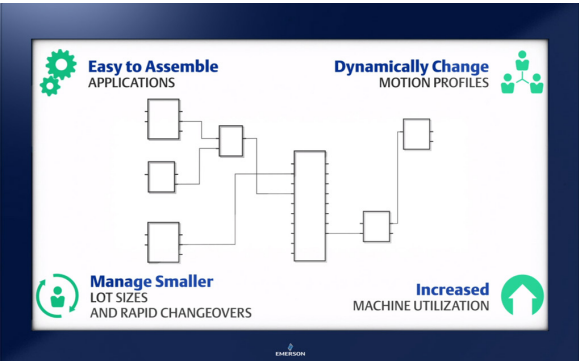 Easy to Assemble
APPLICATIONS
Dynamically Change
MOTION PROFILES
Manage Smaller
LOT SIZES
AND RAPID CHANGEOVERS
Increased
MACHINE UTILIZATION
EMERSON